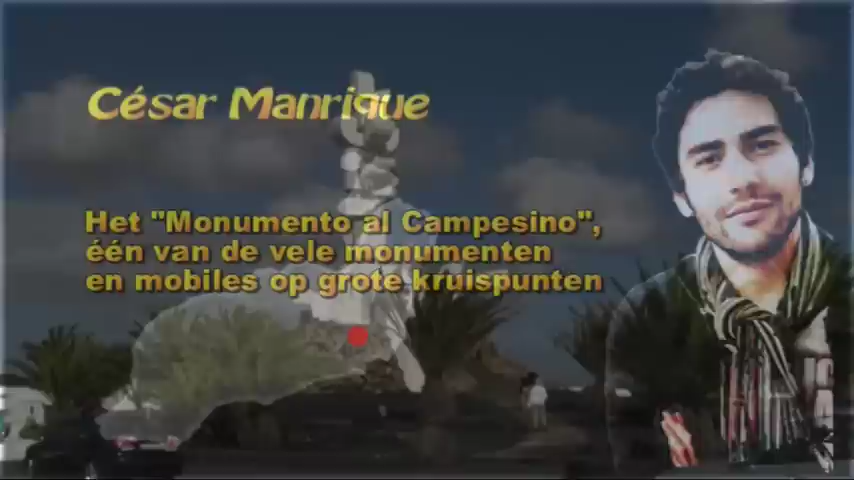 César Manrique
Het "Monumento al Campesino",
één van de vele monumenten
en mobiles op grote kruispunten